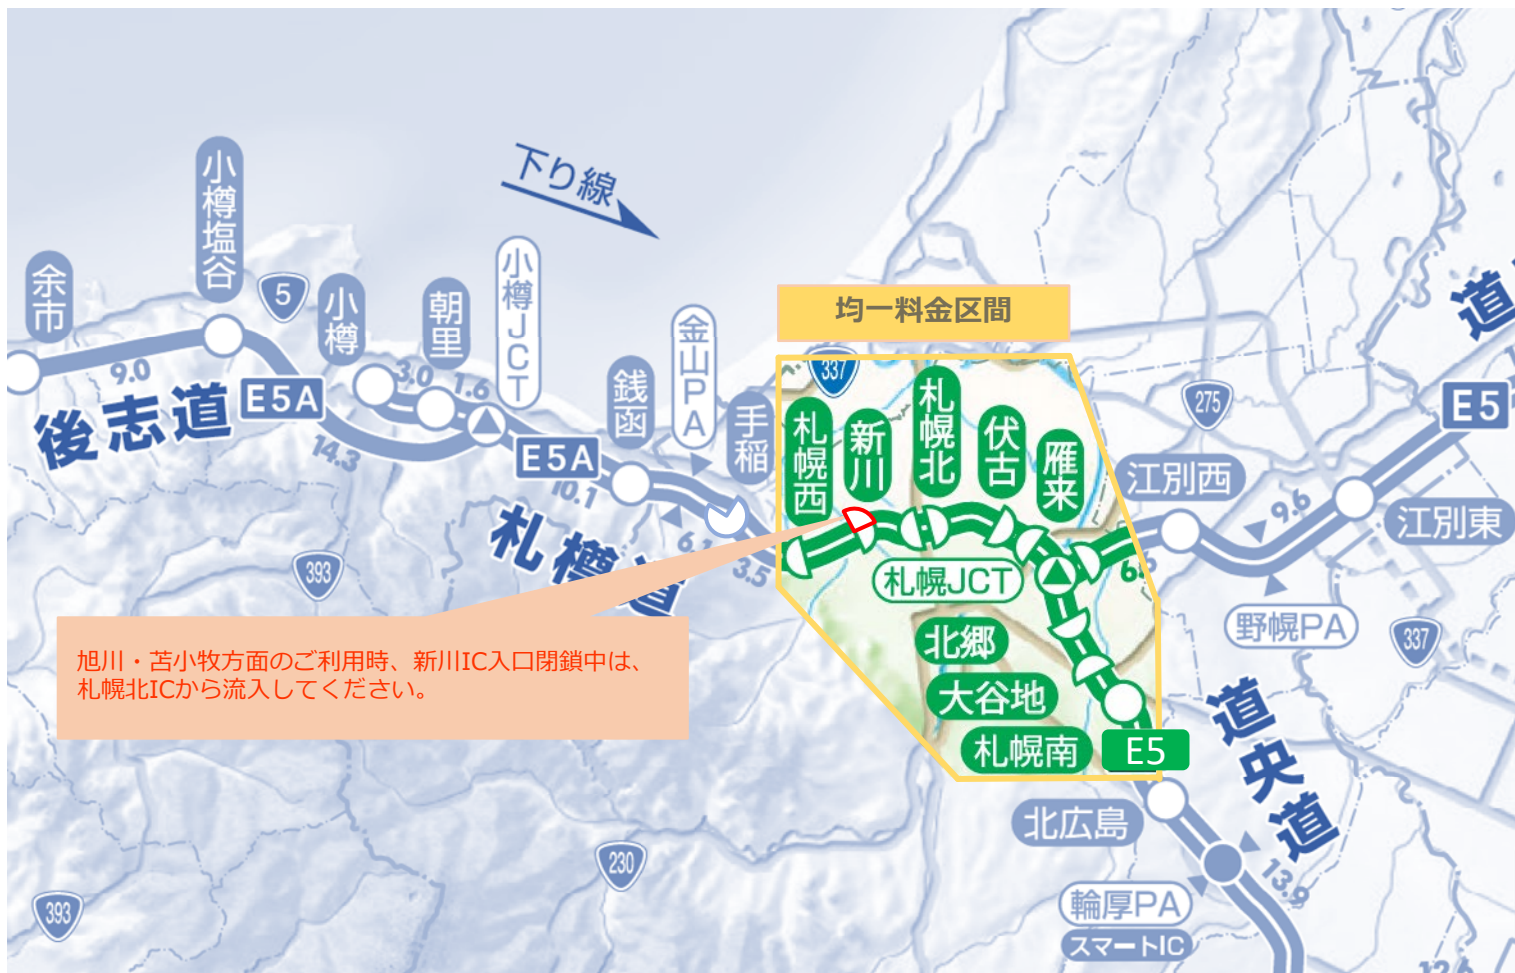 下り線
余市
小樽塩谷
5
小樽
朝里
小樽JCT
銭函
金山PA
手稲
9.0
3.0
1.6
後志道
E5A
14.3
E5A
10.1
札樽道
6.1
3.5
393
均一料金区間
337
札幌西
新川
札幌北
伏古
雁来
札幌JCT
北郷
大谷地
札幌南
E5
275
E5
江別西
9.6
江別東
野幌PA
337
道央道
旭川・苫小牧方面のご利用時、新川IC入口閉鎖中は、
札幌北ICから流入してください。
北広島
13.9
輪厚PA
スマートIC
230
393